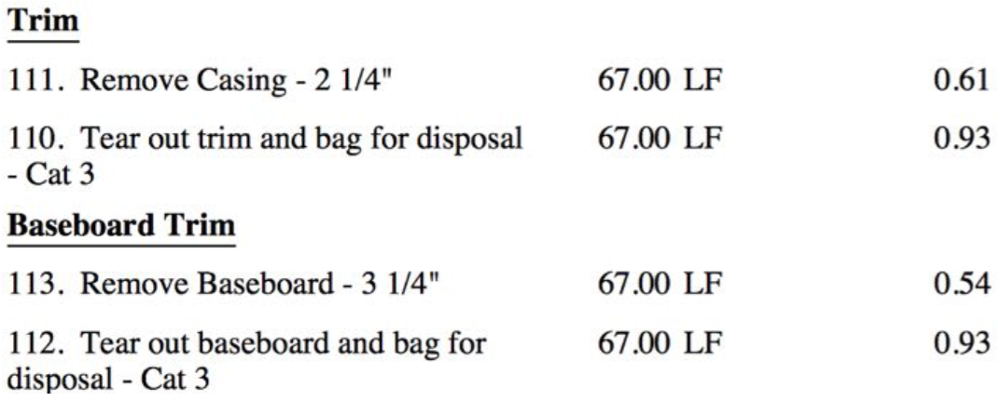 Trim
111. Remove Casing - 2 1/4" 67.00 LF 0.61
110. Tear out trim and bag for disposal 67.00 LF 0.93
- Cat 3
Baseboard Trim
113. Remove Baseboard - 3 1/4" 67.00 LF 0.54
112. Tear out baseboard and bag for 67.00 LF 0.93
disposal - Cat 3